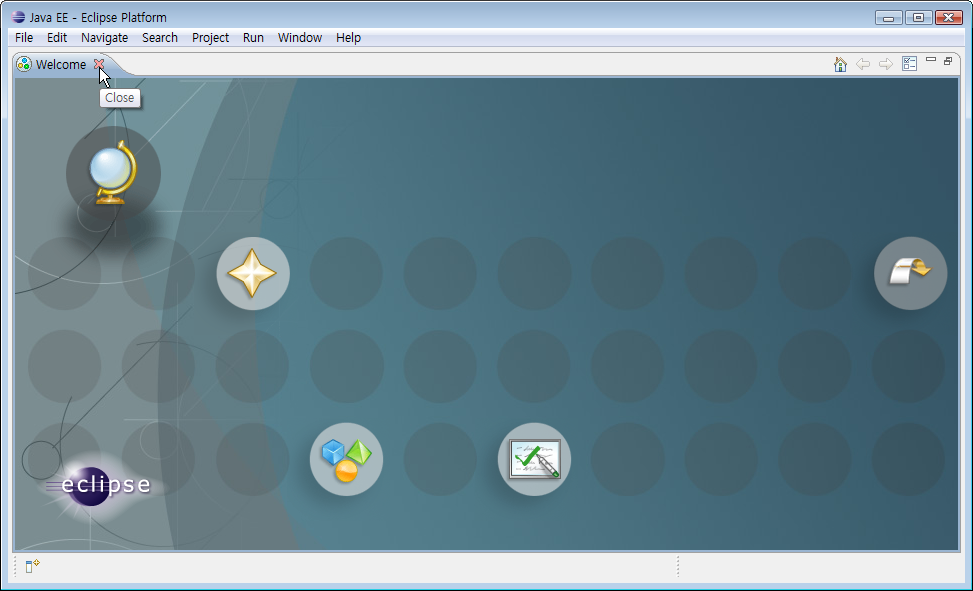 Java EE - Eclipse Platform
File Edit Navigate Search Project Run Window Help
Welcome
Close
eclipse